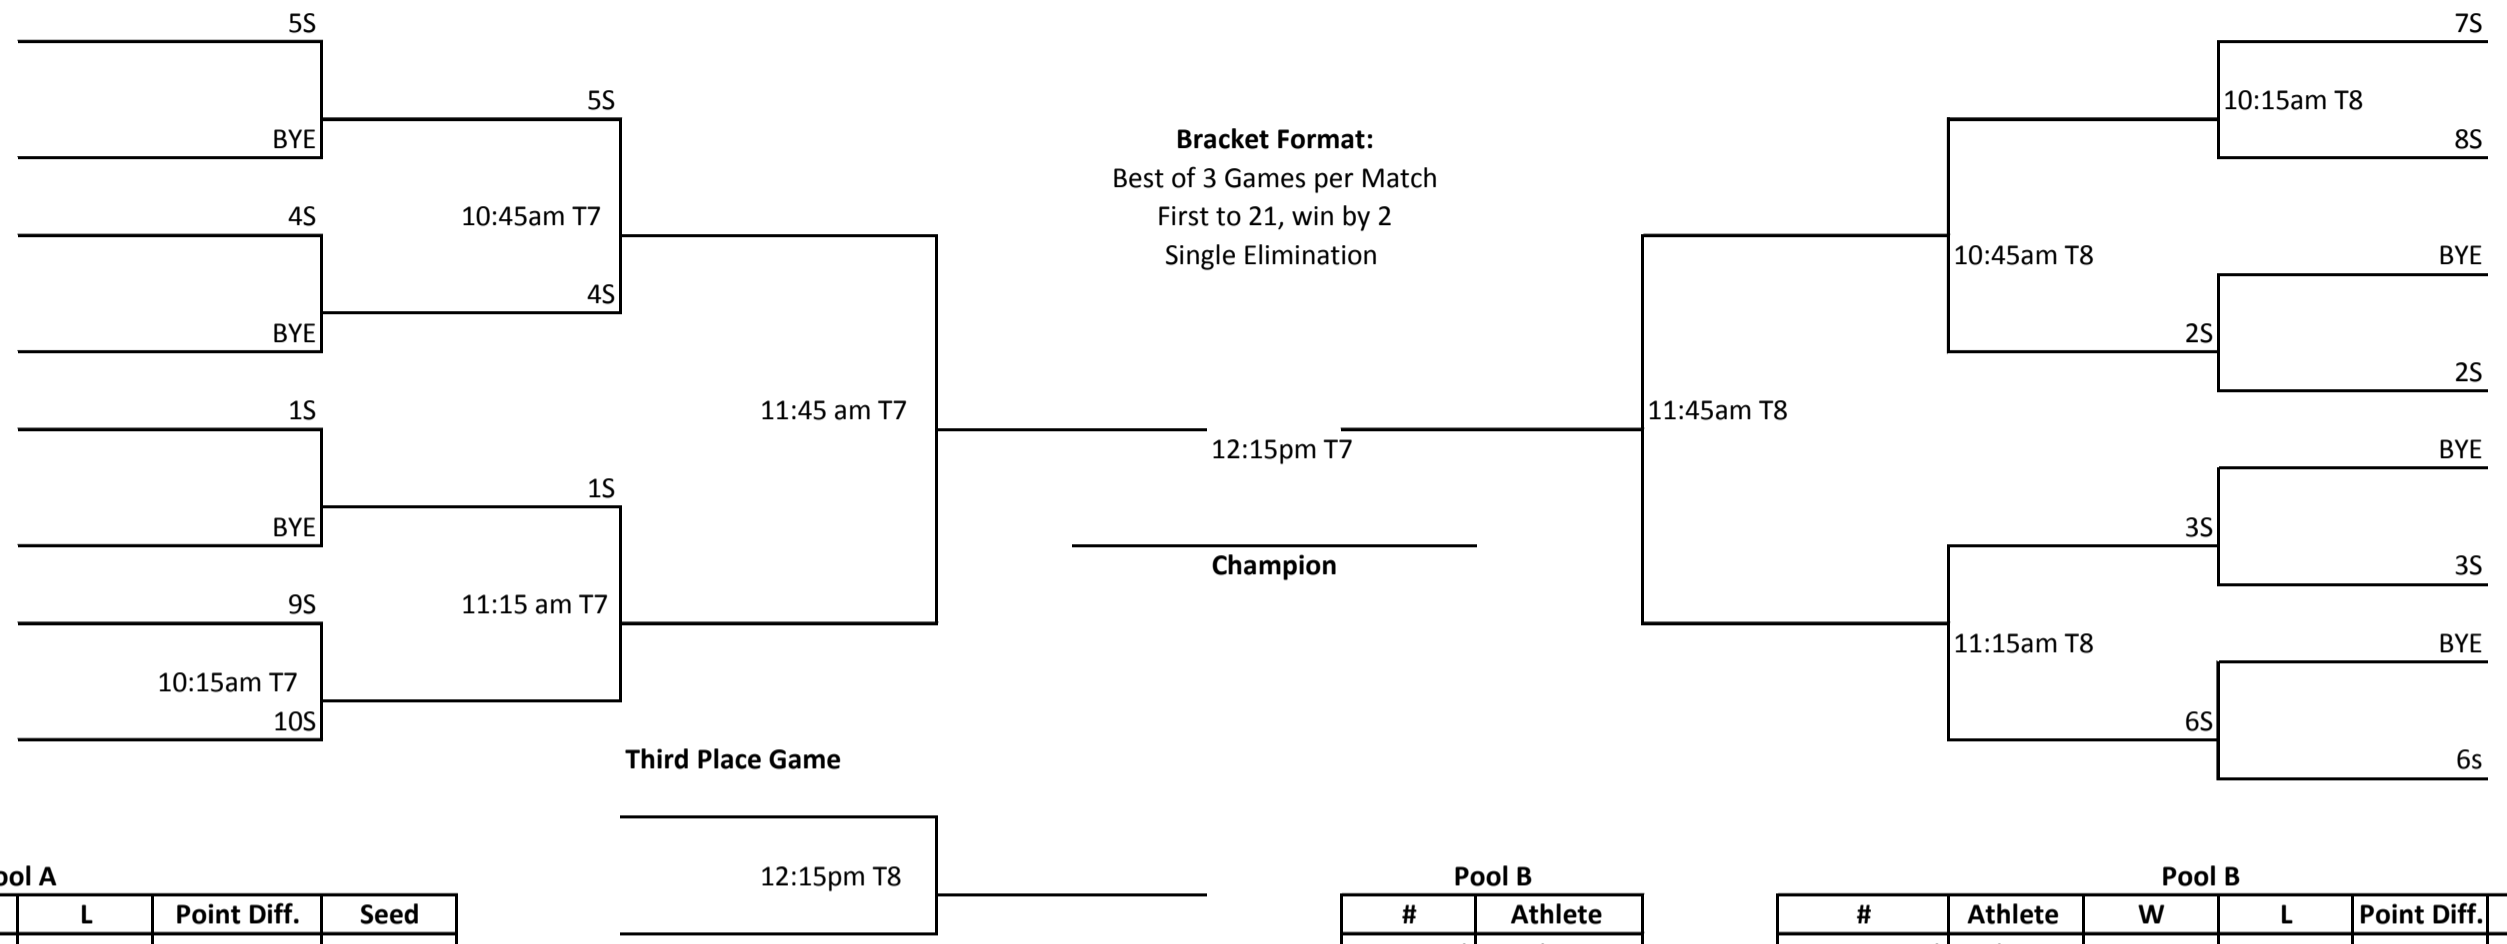 5S
7S
5S
10:15am T8
BYE
Bracket Format:
8S
Best of 3 Games per Match
4S
10:45am T7
First to 21, win by 2
Single Elimination
10:45am T8
BYE
4S
BYE
2S
2S
1S
11:45 am T7
11:45am T8
12:15pm T7
BYE
1S
BYE
3S
Champion
3S
9S
11:15 am T7
11:15am T8
BYE
10:15am T7
10S
6S
Third Place Game
6s
12:15pm T8
ool A
Pool B
Pool B
L Point Diff. Seed
# Athlete
# Athlete W L Point Diff.